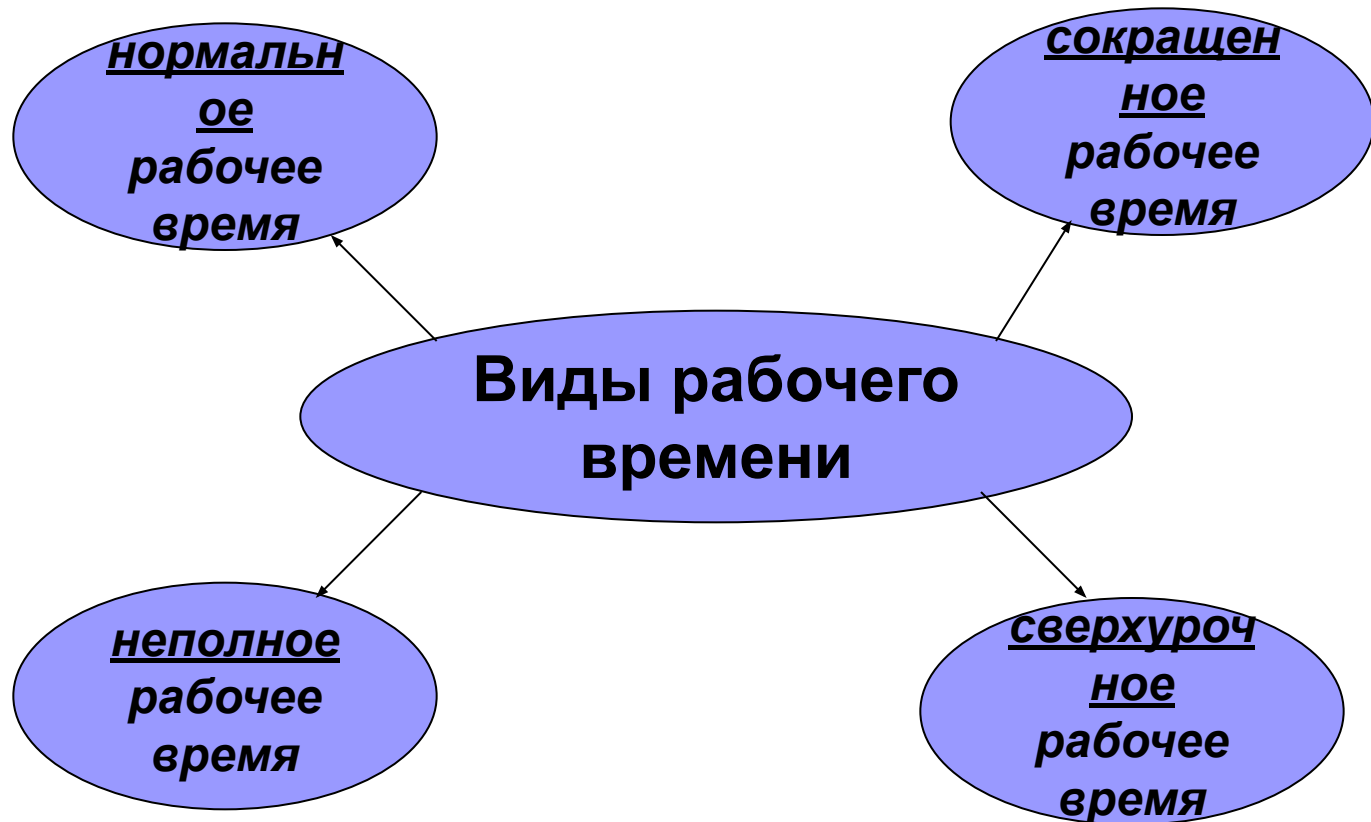 нормальн
ое
рабочее
время
сокращен
ное
рабочее
время
Виды рабочего
времени
неполное
рабочее
время
сверхуроч
ное
рабочее
время